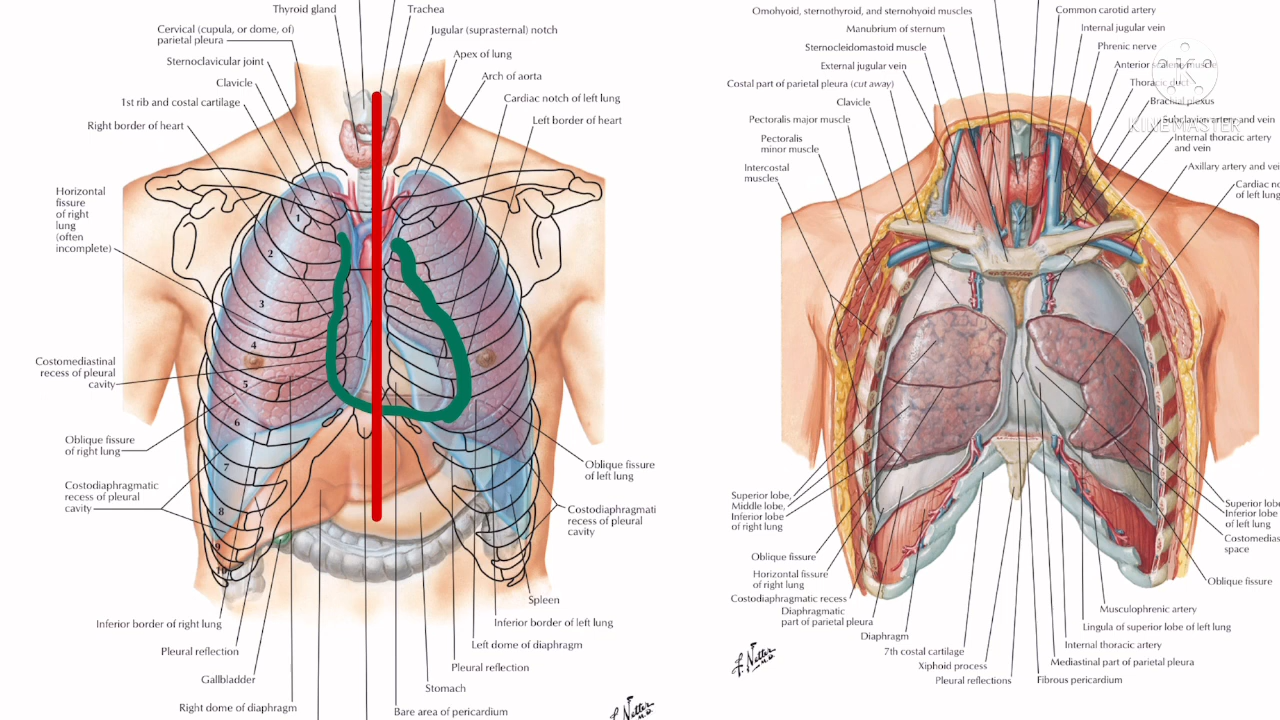 Thyroid gland
Trachea
Cervical (cupula, or dome, of)
parietal pleura
Jugular (suprasternal) notch
Apex of lung
Sternoclavicular joint
Arch of aorta
Clavicle
Cardiac notch of left lung
1st rib and costal cartilage
Left border of heart
Right border of heart
Horizontal
fissure
of right
lung
(often
incomplete)
1
2
3
4
5
6
7
8
9
10
Costomediastinal
recess of pleural
cavity
Oblique fissure
of right lung
Costodiaphragmatic
recess of pleural
cavity
Oblique fissure
of left lung
Costodiaphragmati
recess of pleural
cavity
Spleen
Inferior border of right lung
Inferior border of left lung
Left dome of diaphragm
Pleural reflection
Pleural reflection
Gallbladder
Stomach
Right dome of diaphragm
Bare area of pericardium
F. Netter
M.D.
Omohyoid, sternothyroid, and sternohyoid muscles
Common carotid artery
Manubrium of sternum
Internal jugular vein
Sternocleidomastoid muscle
Phrenic nerve
External jugular vein
Anterior scalene muscle
Costal part of parietal pleura (cut away)
Thoracic duct
Clavicle
Brachial plexus
Pectoralis major muscle
Subclavian artery and vein
KINEMASTER
Pectoralis
minor muscle
Internal thoracic artery
and vein
Intercostal
muscles
Axillary artery and vei
Cardiac no
of left lung
Superior lobe,
Middle lobe,
Inferior lobe
of right lung
Superior lobe
Inferior lobe
of left lung
Costomedias
space
Oblique fissure
Horizontal fissure
of right lung
Oblique fissure
Costodiaphragmatic recess
Diaphragmatic
part of parietal pleura
Musculophrenic artery
Lingula of superior lobe of left lung
Diaphragm
Internal thoracic artery
7th costal cartilage
Mediastinal part of parietal pleura
Xiphoid process
Pleural reflections
Fibrous pericardium
F. Netter
M.D.